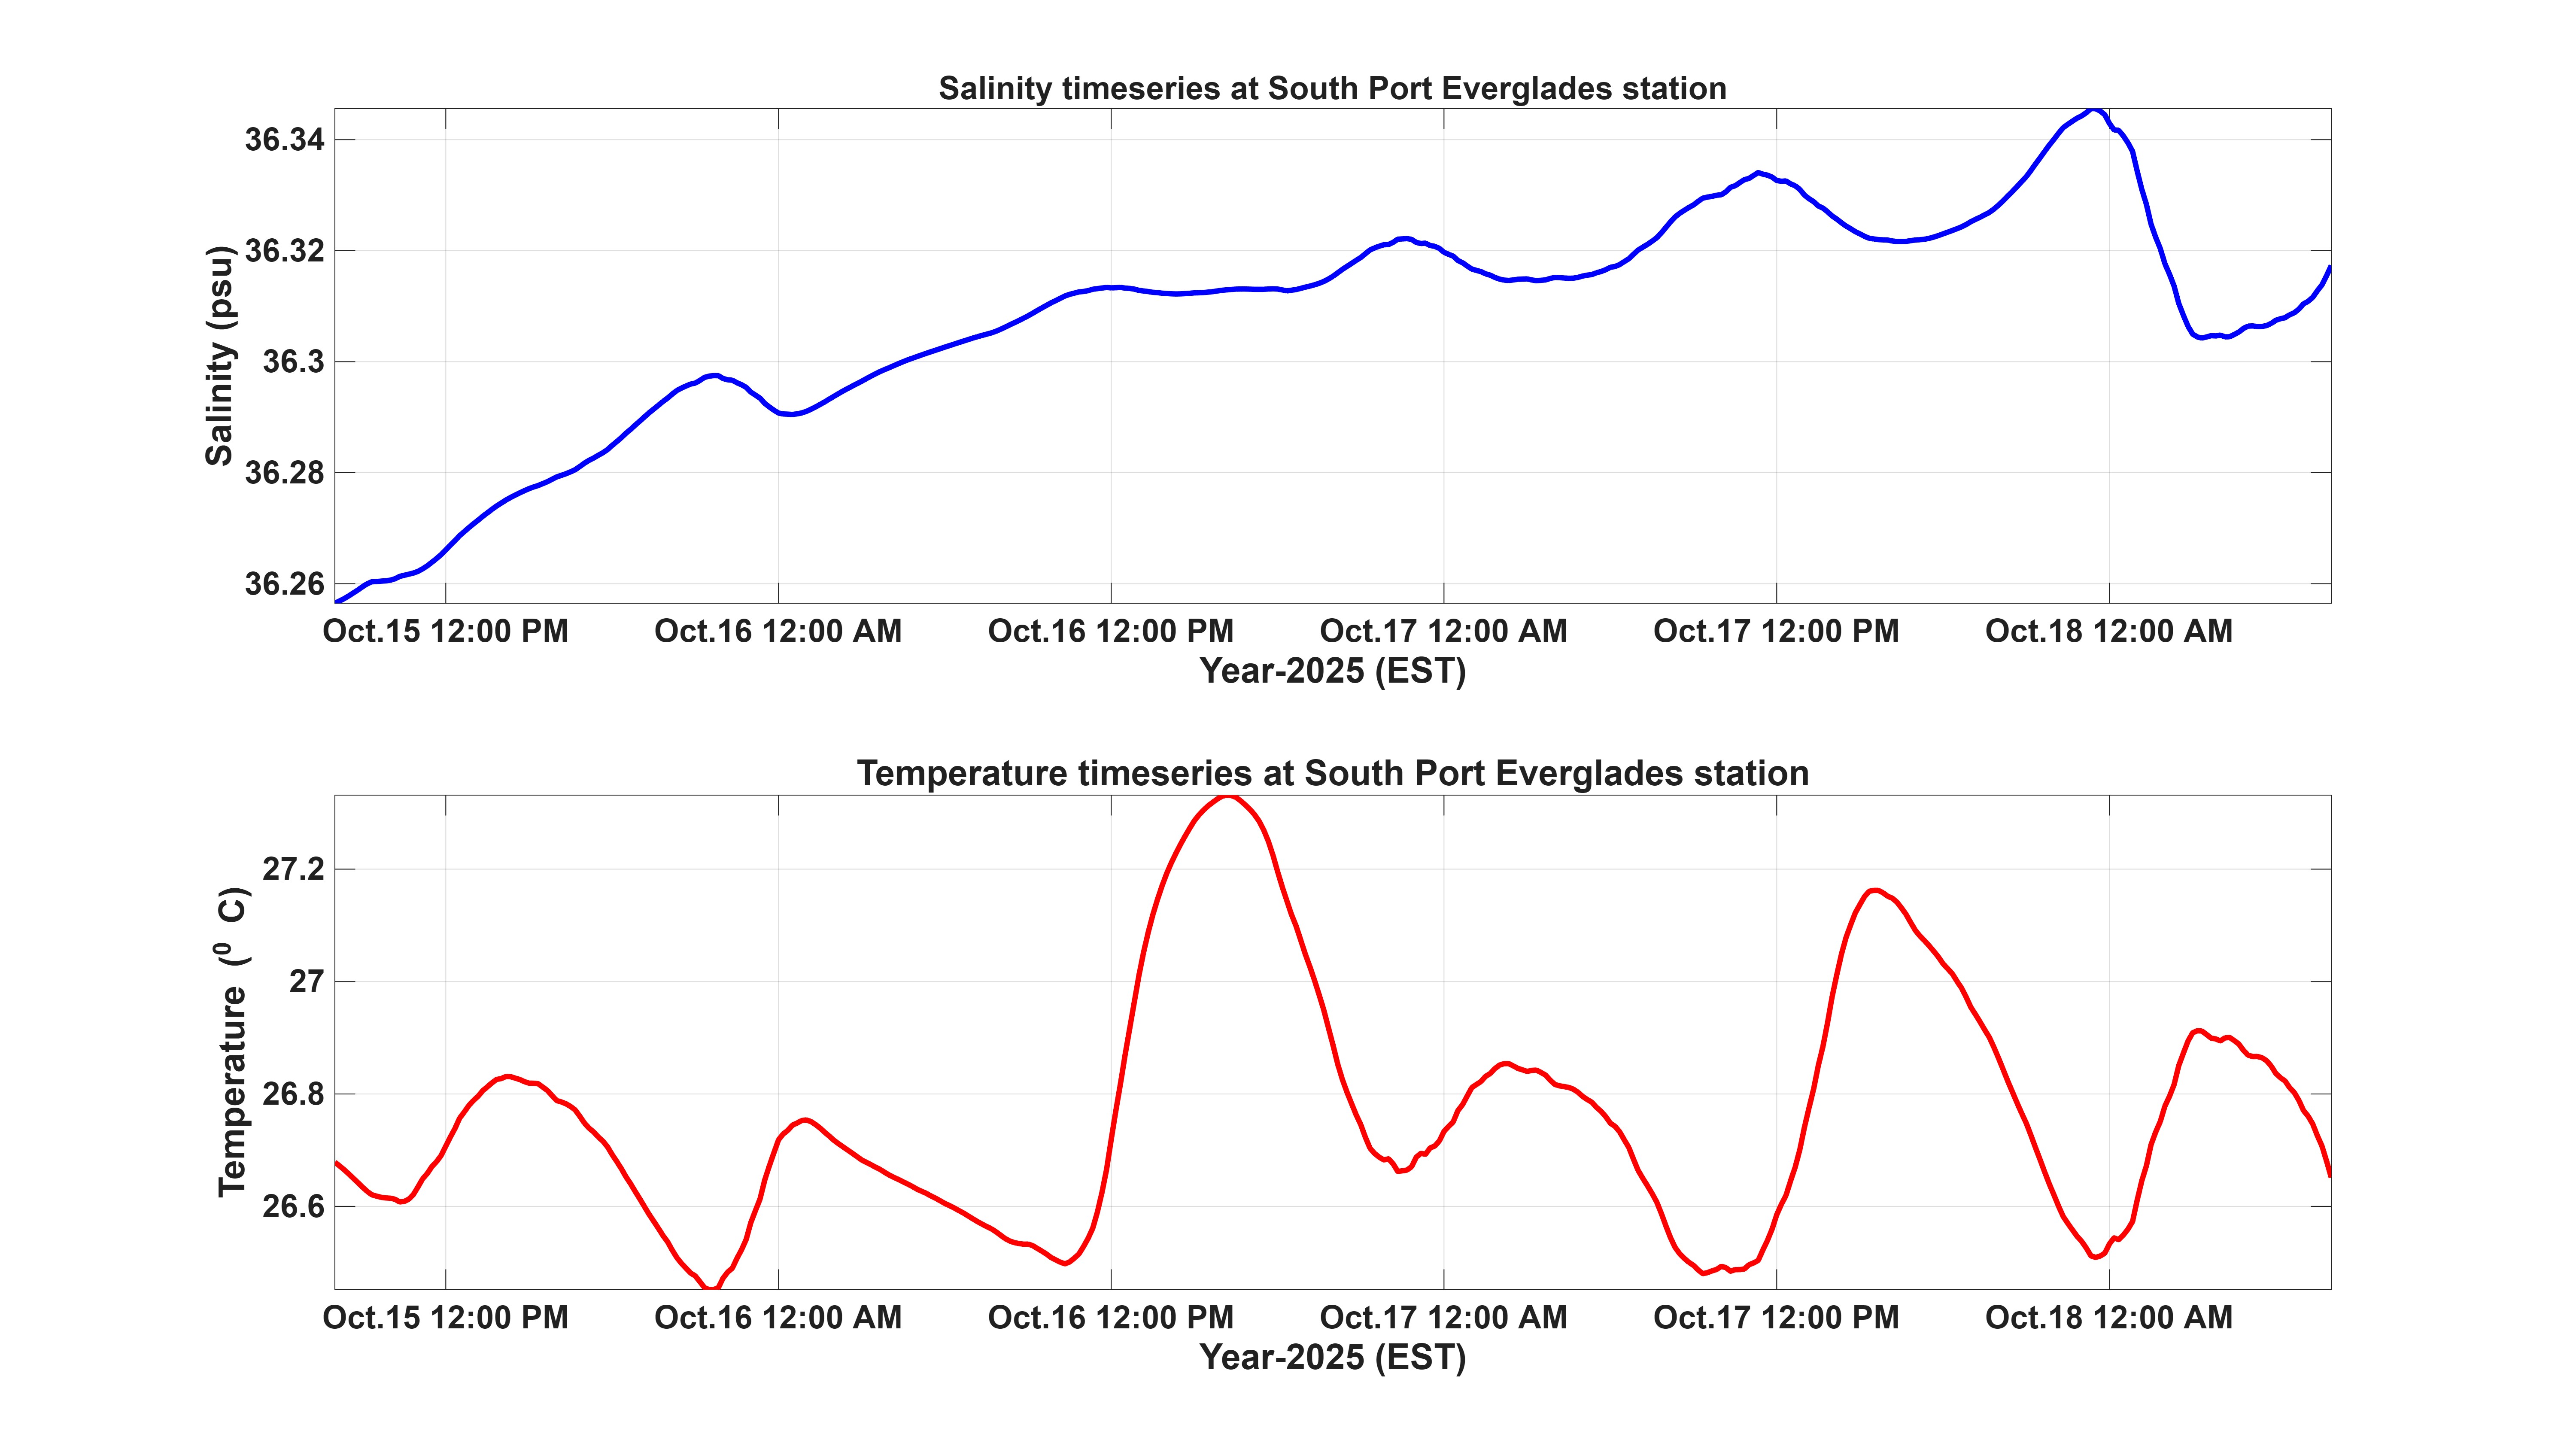 Salinity timeseries at South Port Everglades station
Salinity (psu)
36.34
36.32
36.3
36.28
36.26
Oct.15 12:00 PM Oct.16 12:00 AM Oct.16 12:00 PM Oct.17 12:00 AM Oct.17 12:00 PM Oct.18 12:00 AM
Year-2025 (EST)
Temperature timeseries at South Port Everglades station
Temperature (⁰ C)
27.2
27
26.8
26.6
Oct.15 12:00 PM Oct.16 12:00 AM Oct.16 12:00 PM Oct.17 12:00 AM Oct.17 12:00 PM Oct.18 12:00 AM
Year-2025 (EST)